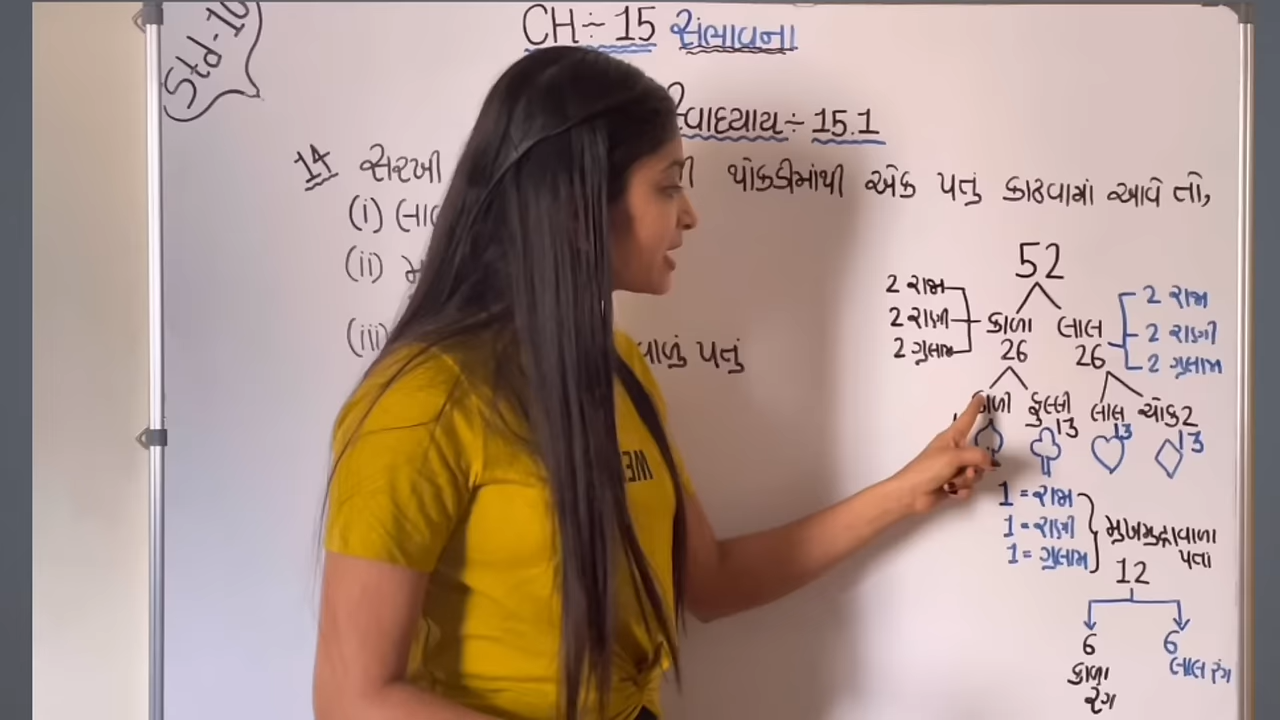 Std-10
CH÷15 સંભાવના
સ્વાધ્યાય÷15.1
14 સરખી થોકડીમાંથી એક પતું કાઢવામાં આવે તો,
(i) લાલ
(ii)
(iii) વાળું પતું
52
2 રાજા
2 રાણી
2 ગુલામ
કાળા
26
લાલ
26
2 રાજા
2 રાણી
2 ગુલામ
કાળી
ફુલ્લી
13
લાલ
13
ચોકટ
13
1 = રાજા
1 = રાણી
1 = ગુલામ
મુખમુદ્રાવાળા
પતા
12
6
કાળા
રંગ
6
લાલ રંગ